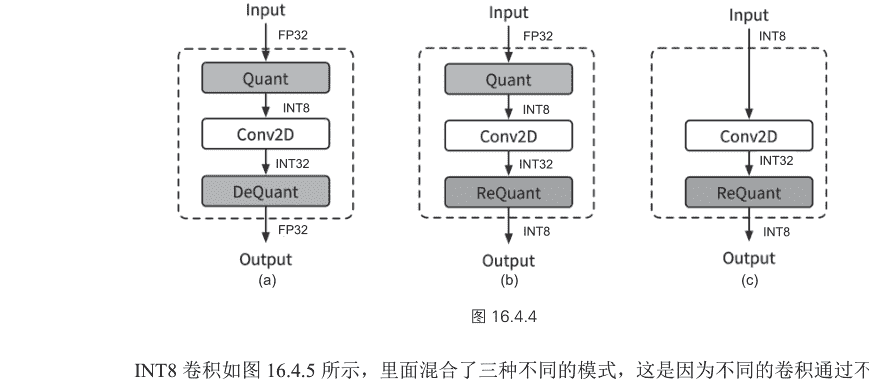 Input
FP32
Quant
INT8
Conv2D
INT32
DeQuant
FP32
Output
(a)
Input
FP32
Quant
INT8
Conv2D
INT32
ReQuant
INT8
Output
(b)
Input
INT8
Conv2D
INT32
ReQuant
INT8
Output
(c)
图 16.4.4
INT8 卷积如图 16.4.5 所示，里面混合了三种不同的模式，这是因为不同的卷积通过不